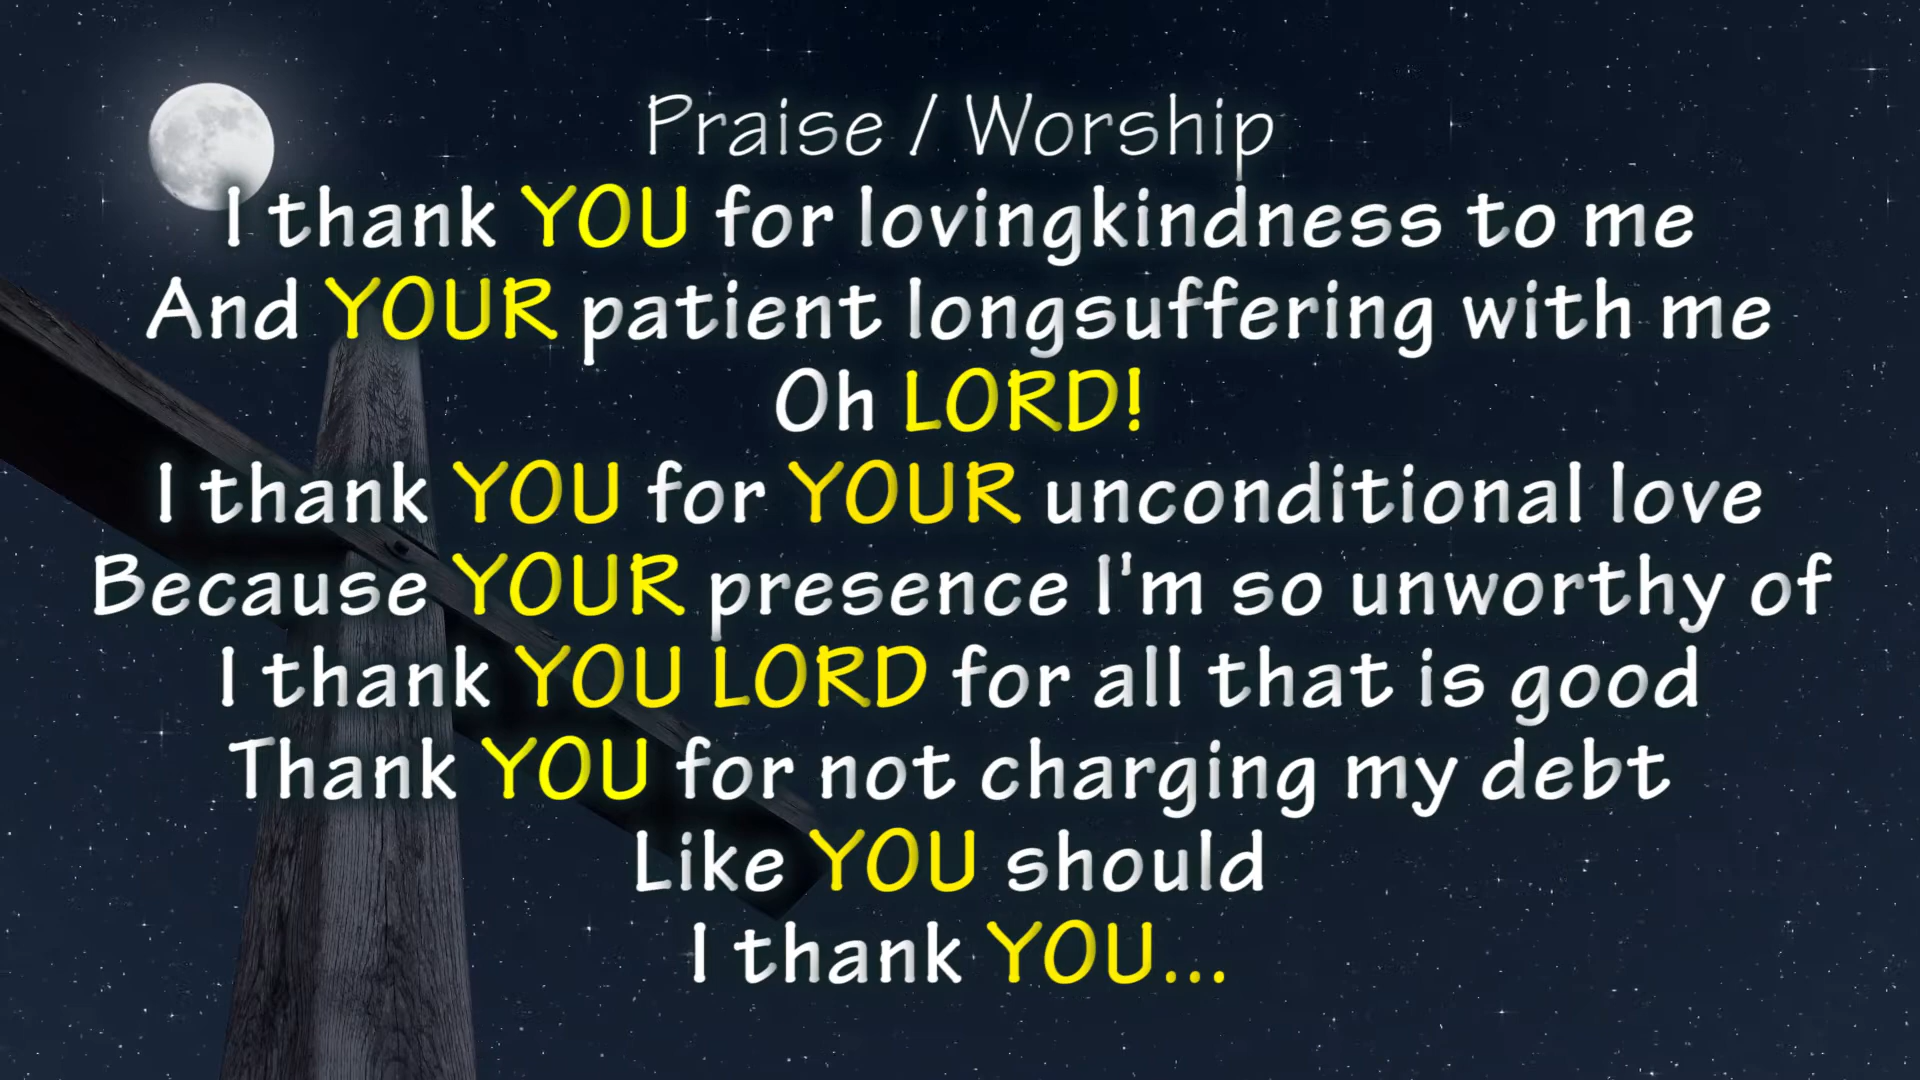 Praise / Worship
I thank YOU for lovingkindness to me
And YOUR patient longsuffering with me
Oh LORD!
I thank YOU for YOUR unconditional love
Because YOUR presence I'm so unworthy of
I thank YOU LORD for all that is good
Thank YOU for not charging my debt
Like YOU should
I thank YOU...